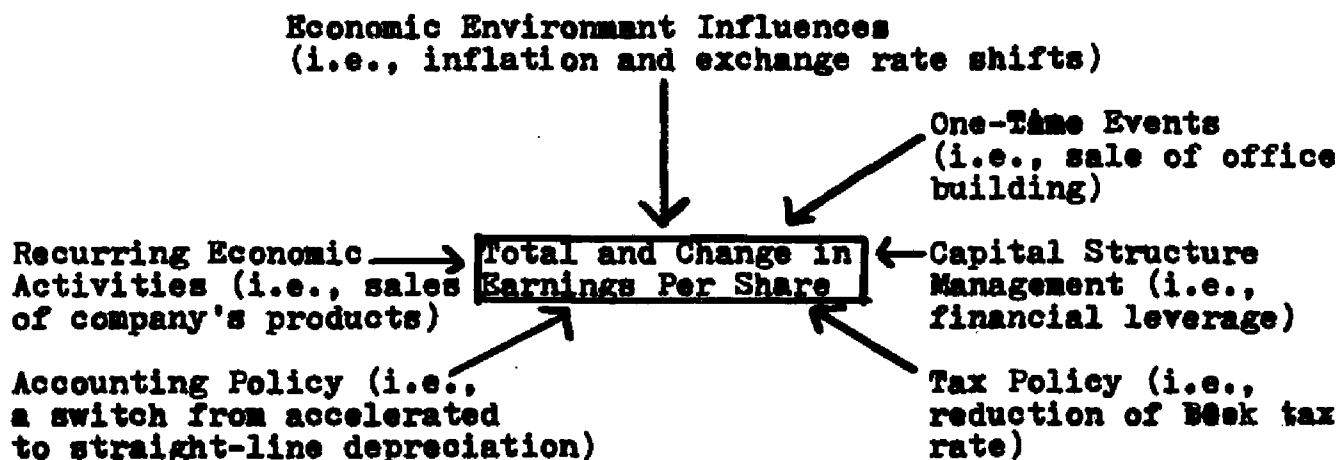 Economic Environment Influences
(i.e., inflation and exchange rate shifts)
One-Time Events
(i.e., sale of office
building)
Recurring Economic
Activities (i.e., sales
of company's products)
Total and Change in
Earnings Per Share
Capital Structure
Management (i.e.,
financial leverage)
Accounting Policy (i.e.,
a switch from accelerated
to straight-line depreciation)
Tax Policy (i.e.,
reduction of Book tax
rate)